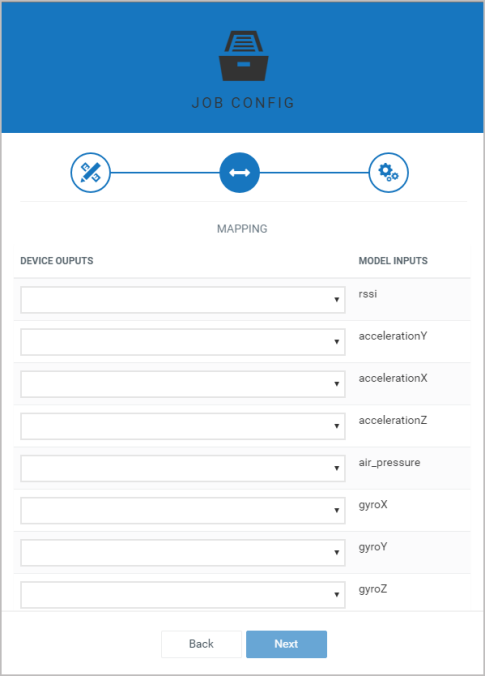 JOB CONFIG
MAPPING
DEVICE OUPUTS MODEL INPUTS
rssi
accelerationY
accelerationX
accelerationZ
air_pressure
gyroX
gyroY
gyroZ
Back Next